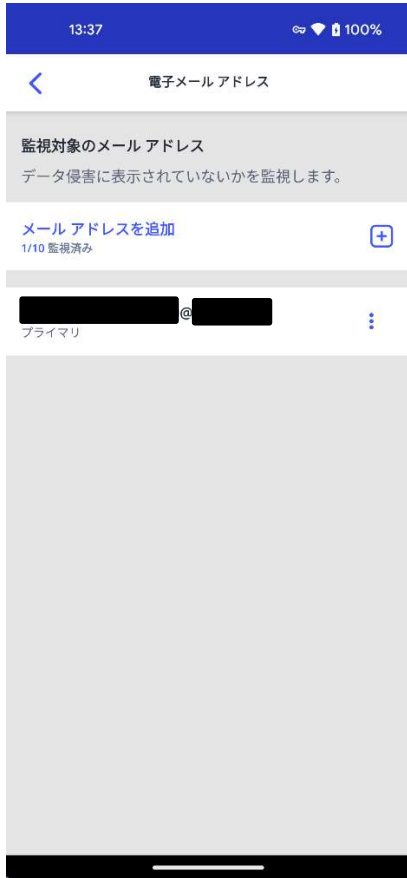 13:37 100%
電子メール アドレス
監視対象のメール アドレス
データ侵害に表示されていないかを監視します。
メール アドレスを追加
1/10 監視済み
@
プライマリ